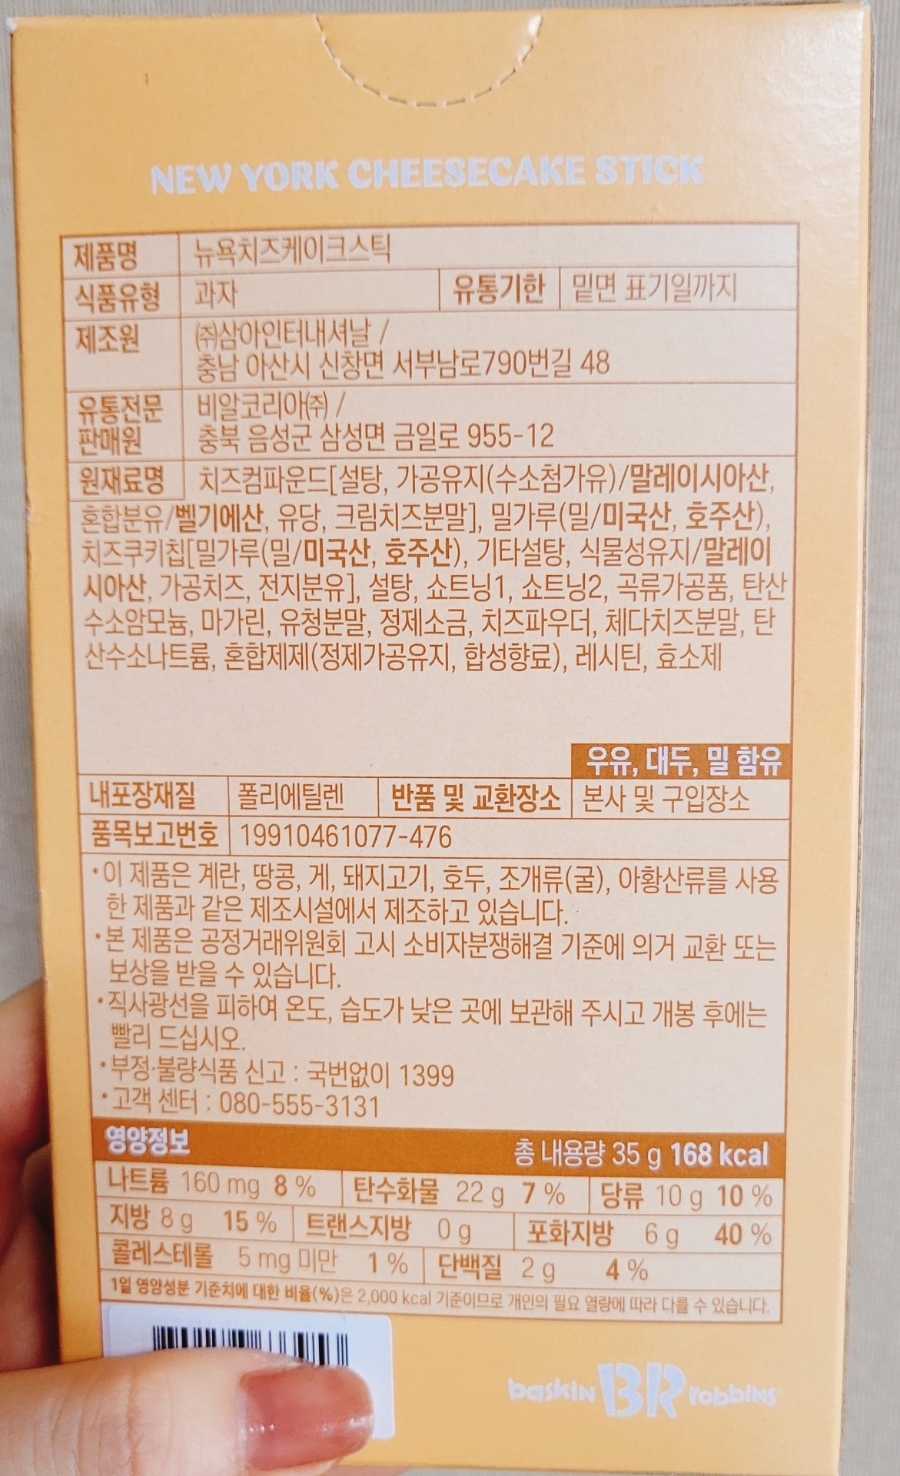 NEW YORK CHEESECAKE STICK
제품명 뉴욕치즈케이크스틱
식품유형 과자 유통기한 밑면 표기일까지
제조원 ㈜삼아인터내셔날 /
충남 아산시 신창면 서부남로790번길 48
유통전문 비알코리아㈜ /
판매원 충북 음성군 삼성면 금일로 955-12
원재료명 치즈컴파운드[설탕, 가공유지(수소첨가유)/말레이시아산,
혼합분유/벨기에산, 유당, 크림치즈분말], 밀가루(밀/미국산, 호주산),
치즈쿠키칩[밀가루(밀/미국산, 호주산), 기타설탕, 식물성유지/말레이
시아산, 가공치즈, 전지분유], 설탕, 쇼트닝1, 쇼트닝2, 곡류가공품, 탄산
수소암모늄, 마가린, 유청분말, 정제소금, 치즈파우더, 체다치즈분말, 탄
산수소나트륨, 혼합제제(정제가공유지, 합성향료), 레시틴, 효소제
우유, 대두, 밀 함유
내포장재질 폴리에틸렌 반품 및 교환장소 본사 및 구입장소
품목보고번호 19910461077-476
•이 제품은 계란, 땅콩, 게, 돼지고기, 호두, 조개류(굴), 아황산류를 사용
한 제품과 같은 제조시설에서 제조하고 있습니다.
•본 제품은 공정거래위원회 고시 소비자분쟁해결 기준에 의거 교환 또는
보상을 받을 수 있습니다.
•직사광선을 피하여 온도, 습도가 낮은 곳에 보관해 주시고 개봉 후에는
빨리 드십시오.
•부정·불량식품 신고 : 국번없이 1399
•고객 센터 : 080-555-3131
영양정보 총 내용량 35 g 168 kcal
나트륨 160 mg 8 % 탄수화물 22 g 7 % 당류 10 g 10 %
지방 8 g 15 % 트랜스지방 0 g 포화지방 6 g 40 %
콜레스테롤 5 mg 미만 1 % 단백질 2 g 4 %
1일 영양성분 기준치에 대한 비율(%)은 2,000 kcal 기준이므로 개인의 필요 열량에 따라 다를 수 있습니다.
baskin BR robbins